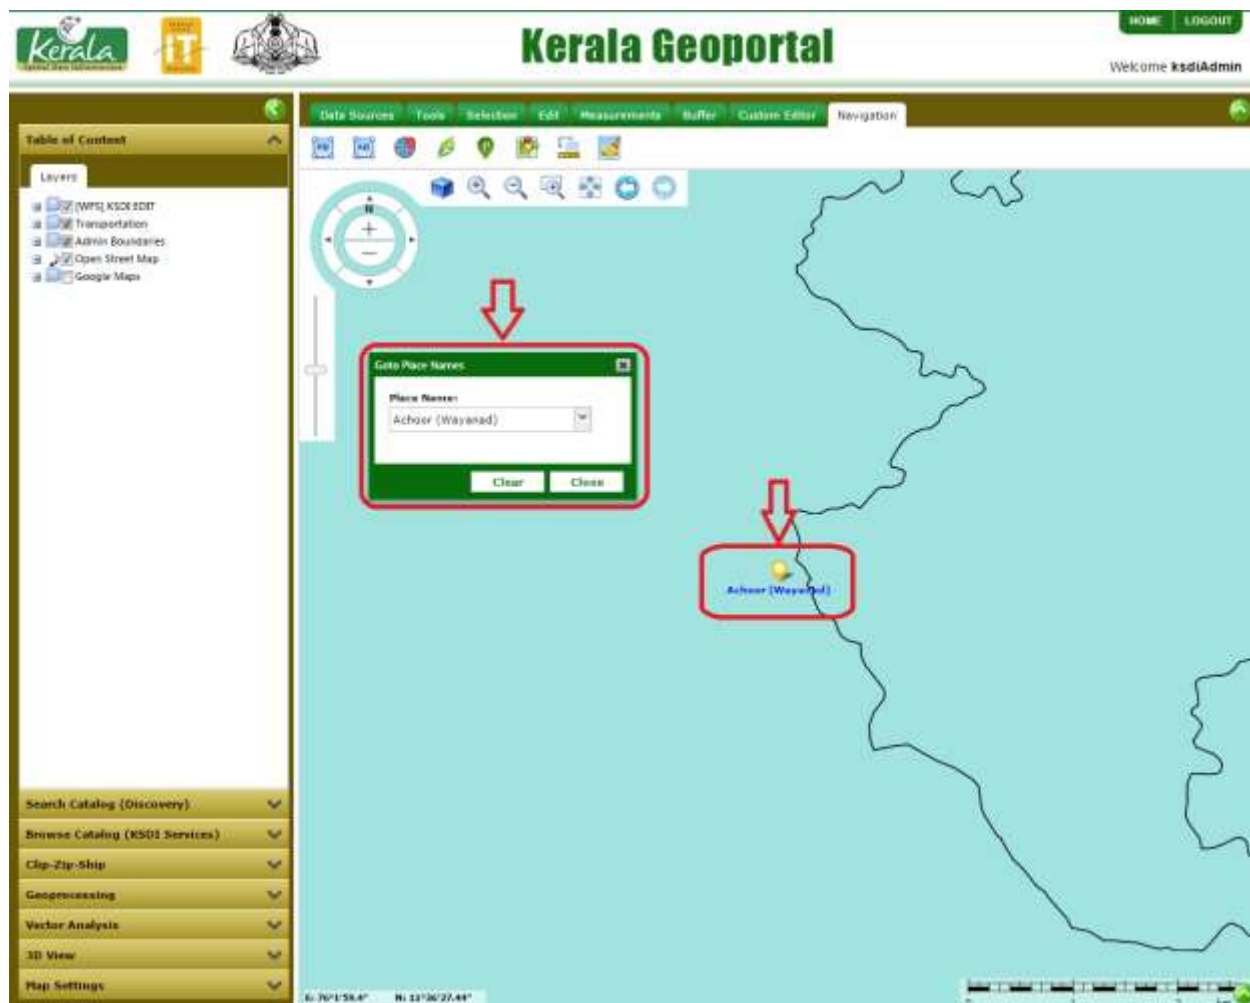 Kerala
iT
Kerala Geoportal
HOME LOGOUT
Welcome ksdiAdmin
Data Sources Tools Selection Edit Measurements Buffer Custom Editor Navigation
Table of Content
Layers
[WFS] KSDI EDIT
Transportation
Admin Boundaries
Open Street Map
Google Maps
N
Goto Place Names
Place Name:
Achoor (Wayanad)
Clear Close
Achoor (Wayanad)
Search Catalog (Discovery)
Browse Catalog (KSDI Services)
Clip-Zip-Ship
Geoprocessing
Vector Analysis
3D View
Map Settings